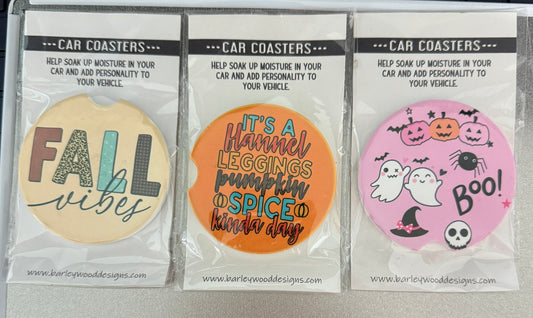 ---CAR COASTERS---
HELP SOAK UP MOISTURE IN YOUR
CAR AND ADD PERSONALITY TO
YOUR VEHICLE.
FALL
vibes
www.barleywooddesigns.com
---CAR COASTERS---
HELP SOAK UP MOISTURE IN YOUR
CAR AND ADD PERSONALITY TO
YOUR VEHICLE.
IT'S A
Flannel
LEGGINGS
pumpkin
SPICE
kinda day
www.barleywooddesigns.com
---CAR COASTERS---
HELP SOAK UP MOISTURE IN YOUR
CAR AND ADD PERSONALITY TO
YOUR VEHICLE.
BOO!
www.barleywooddesigns.com